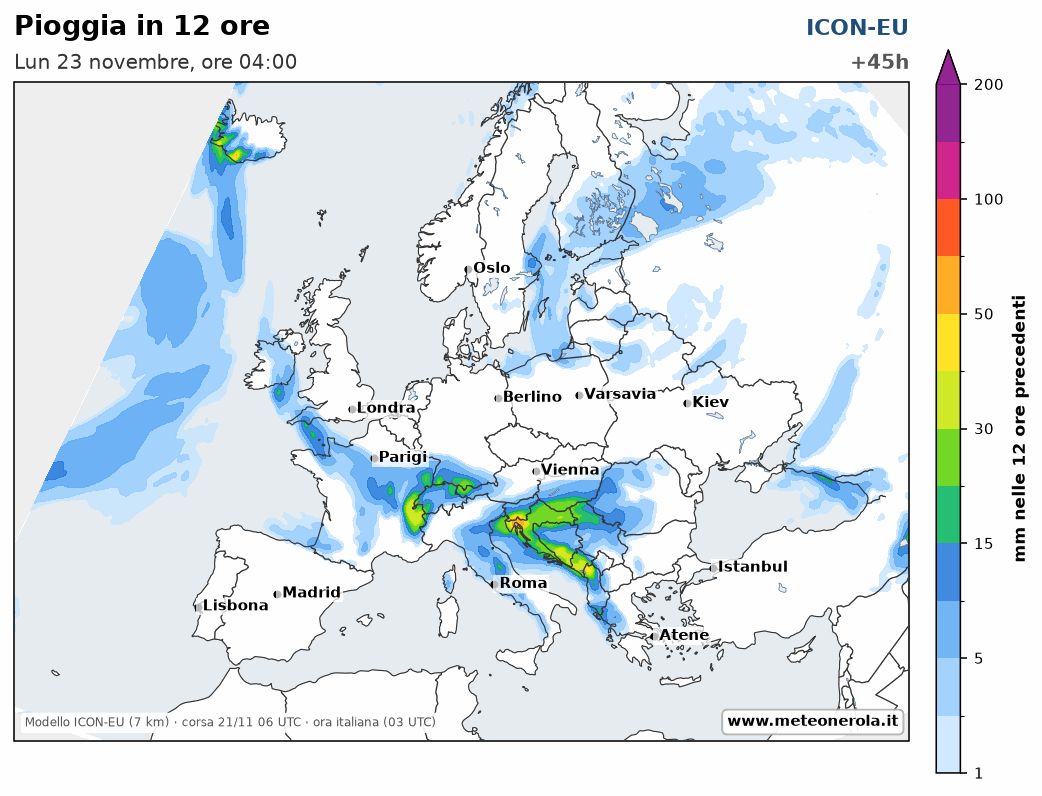 Pioggia in 12 ore
ICON-EU
Lun 23 novembre, ore 04:00
+45h
200
100
50
30
15
5
1
mm nelle 12 ore precedenti
Oslo
Berlino
Varsavia
Londra
Kiev
Parigi
Vienna
Istanbul
Roma
Madrid
Lisbona
Atene
Modello ICON-EU (7 km) · corsa 21/11 06 UTC · ora italiana (03 UTC)
www.meteonerola.it